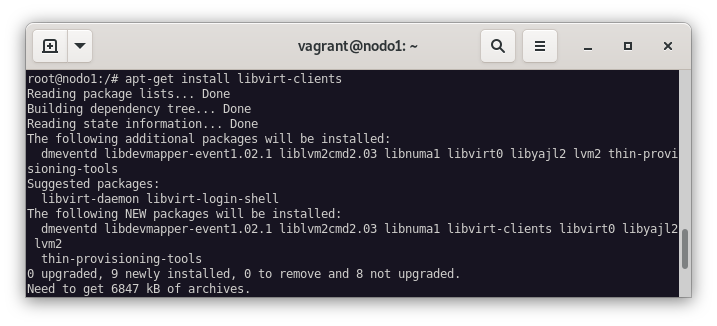 vagrant@nodo1: ~
root@nodo1:/# apt-get install libvirt-clients
Reading package lists... Done
Building dependency tree... Done
Reading state information... Done
The following additional packages will be installed:
  dmeventd libdevmapper-event1.02.1 liblvm2cmd2.03 libnuma1 libvirt0 libyajl2 lvm2 thin-provi
sioning-tools
Suggested packages:
  libvirt-daemon libvirt-login-shell
The following NEW packages will be installed:
  dmeventd libdevmapper-event1.02.1 liblvm2cmd2.03 libnuma1 libvirt-clients libvirt0 libyajl2
 lvm2
  thin-provisioning-tools
0 upgraded, 9 newly installed, 0 to remove and 8 not upgraded.
Need to get 6847 kB of archives.